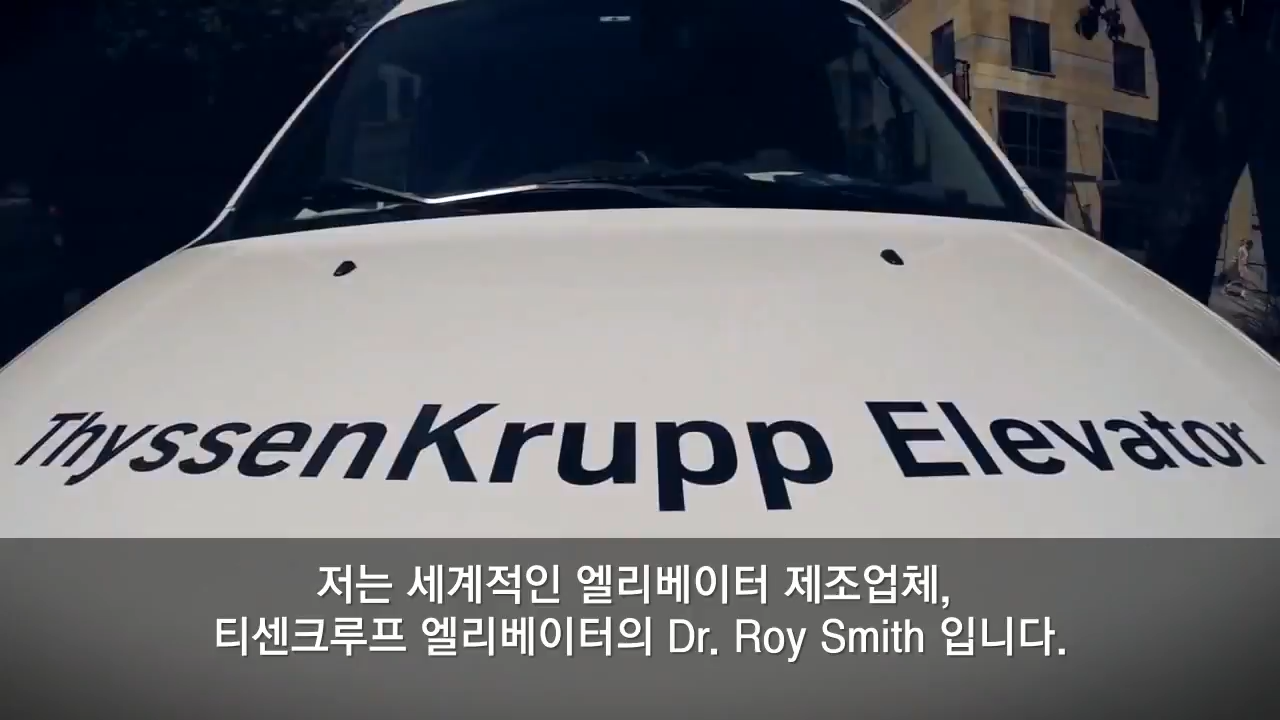 ThyssenKrupp Elevator
저는 세계적인 엘리베이터 제조업체,
티센크루프 엘리베이터의 Dr. Roy Smith 입니다.